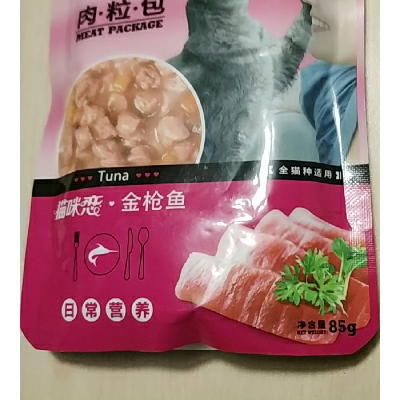 肉·粒·包
MEAT PACKAGE
Tuna
全猫种适用
猫咪恋·金枪鱼
日常营养
净含量 85g
NET WEIGHT